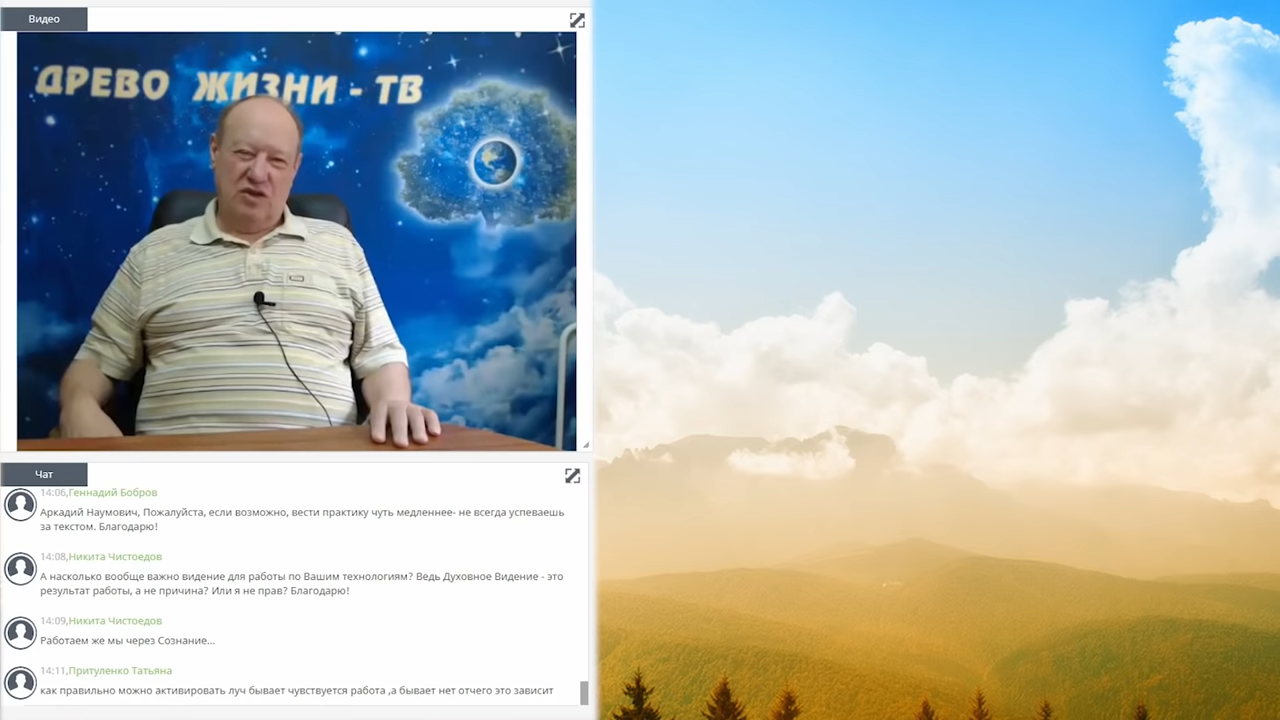 Видео
ДРЕВО ЖИЗНИ - ТВ
Чат
14:06,Геннадий Бобров
Аркадий Наумович, Пожалуйста, если возможно, вести практику чуть медленнее- не всегда успеваешь
за текстом. Благодарю!
14:08,Никита Чистоедов
А насколько вообще важно видение для работы по Вашим технологиям? Ведь Духовное Видение - это
результат работы, а не причина? Или я не прав? Благодарю!
14:09,Никита Чистоедов
Работаем же мы через Сознание...
14:11,Притуленко Татьяна
как правильно можно активировать луч бывает чувствуется работа ,а бывает нет отчего это зависит